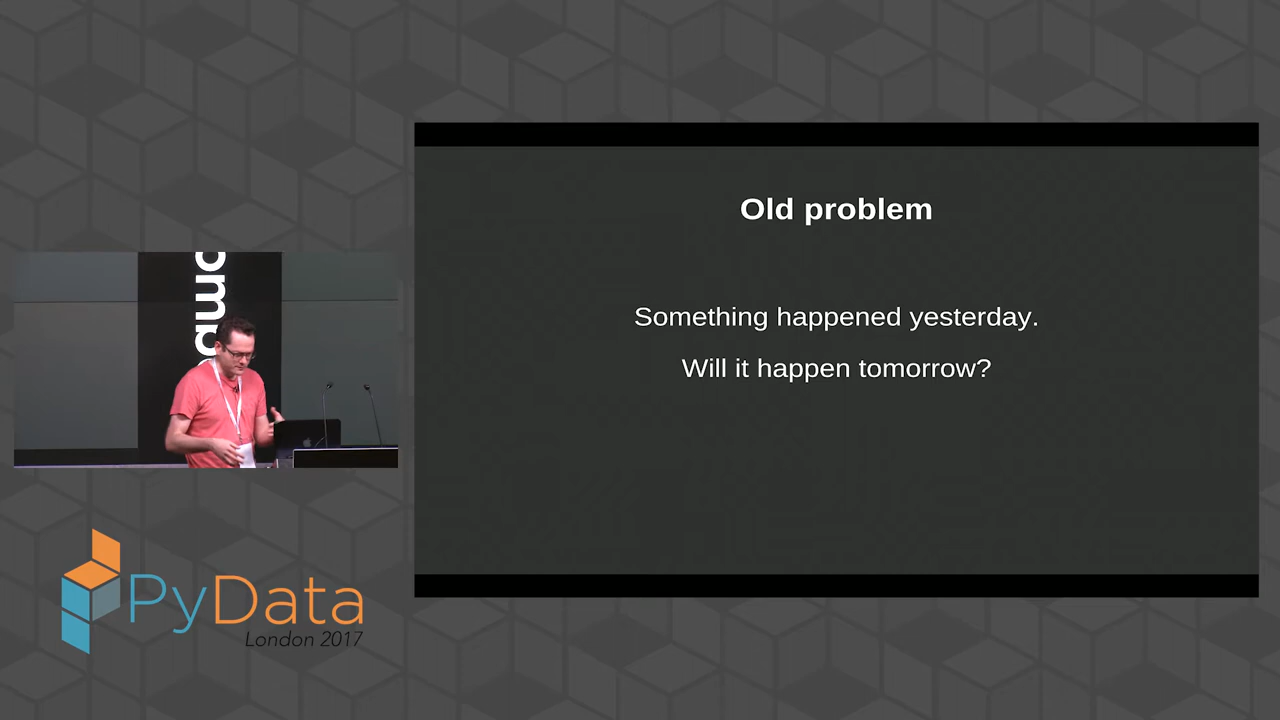 Old problem
Something happened yesterday.
Will it happen tomorrow?
PyData
London 2017